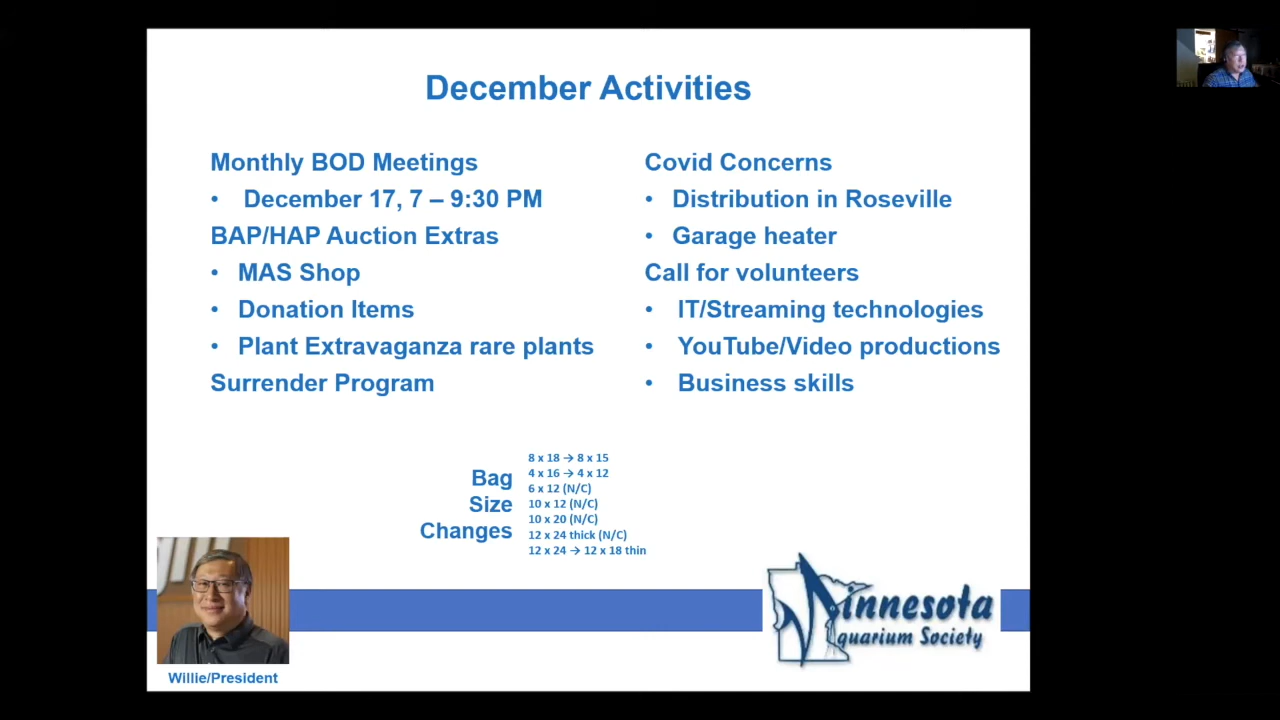 December Activities
Monthly BOD Meetings
• December 17, 7 – 9:30 PM
BAP/HAP Auction Extras
• MAS Shop
• Donation Items
• Plant Extravaganza rare plants
Surrender Program
Covid Concerns
• Distribution in Roseville
• Garage heater
Call for volunteers
• IT/Streaming technologies
• YouTube/Video productions
• Business skills
Bag
Size
Changes
8 x 18 → 8 x 15
4 x 16 → 4 x 12
6 x 12 (N/C)
10 x 12 (N/C)
10 x 20 (N/C)
12 x 24 thick (N/C)
12 x 24 → 12 x 18 thin
Willie/President
Minnesota
Aquarium Society